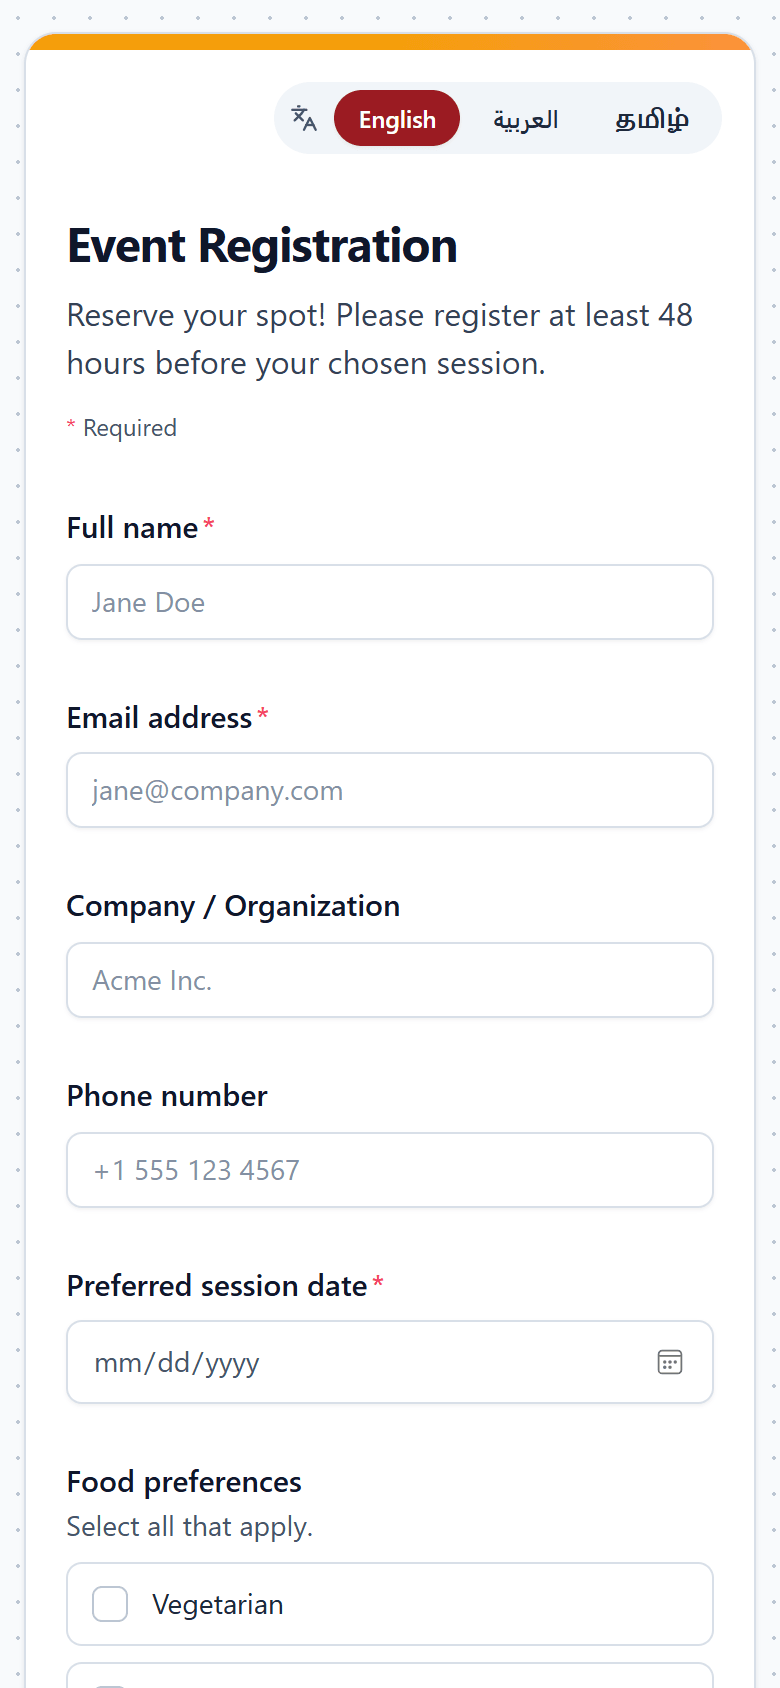 English
العربية
தமிழ்
Event Registration
Reserve your spot! Please register at least 48
hours before your chosen session.
* Required
Full name*
Jane Doe
Email address*
jane@company.com
Company / Organization
Acme Inc.
Phone number
+1 555 123 4567
Preferred session date*
mm/dd/yyyy
Food preferences
Select all that apply.
Vegetarian